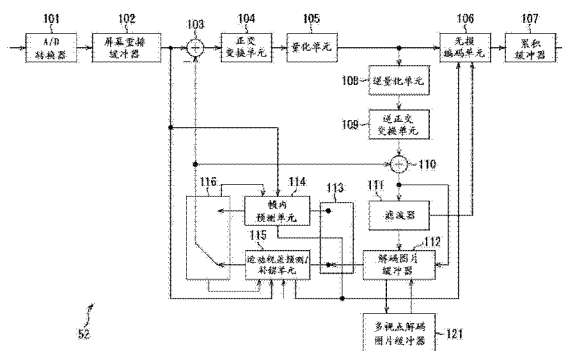 101
102
103
104
105
106
107
A/D
转换器
屏幕重排
缓冲器
正交
变换单元
量化单元
无损
编码单元
累积
缓冲器
108
逆量化单元
109
逆正交
变换单元
110
116
114
113
111
帧内
预测单元
滤波器
115
112
运动视差预测/
补偿单元
解码图片
缓冲器
52
多视点解码
图片缓冲器
121